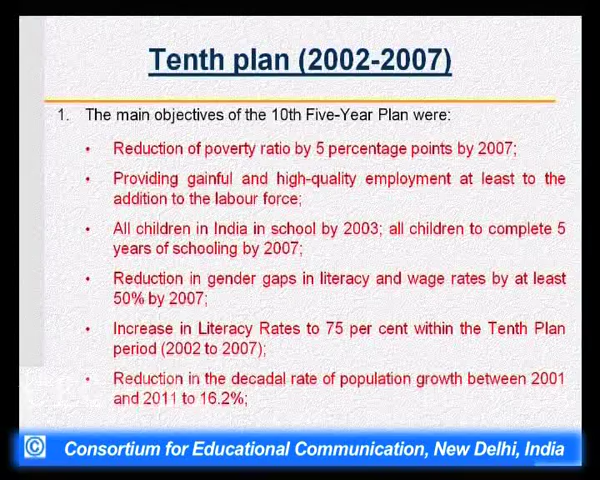 Tenth plan (2002-2007)
1. The main objectives of the 10th Five-Year Plan were:
• Reduction of poverty ratio by 5 percentage points by 2007;
• Providing gainful and high-quality employment at least to the
addition to the labour force;
• All children in India in school by 2003; all children to complete 5
years of schooling by 2007;
• Reduction in gender gaps in literacy and wage rates by at least
50% by 2007;
• Increase in Literacy Rates to 75 per cent within the Tenth Plan
period (2002 to 2007);
• Reduction in the decadal rate of population growth between 2001
and 2011 to 16.2%;
© Consortium for Educational Communication, New Delhi, India